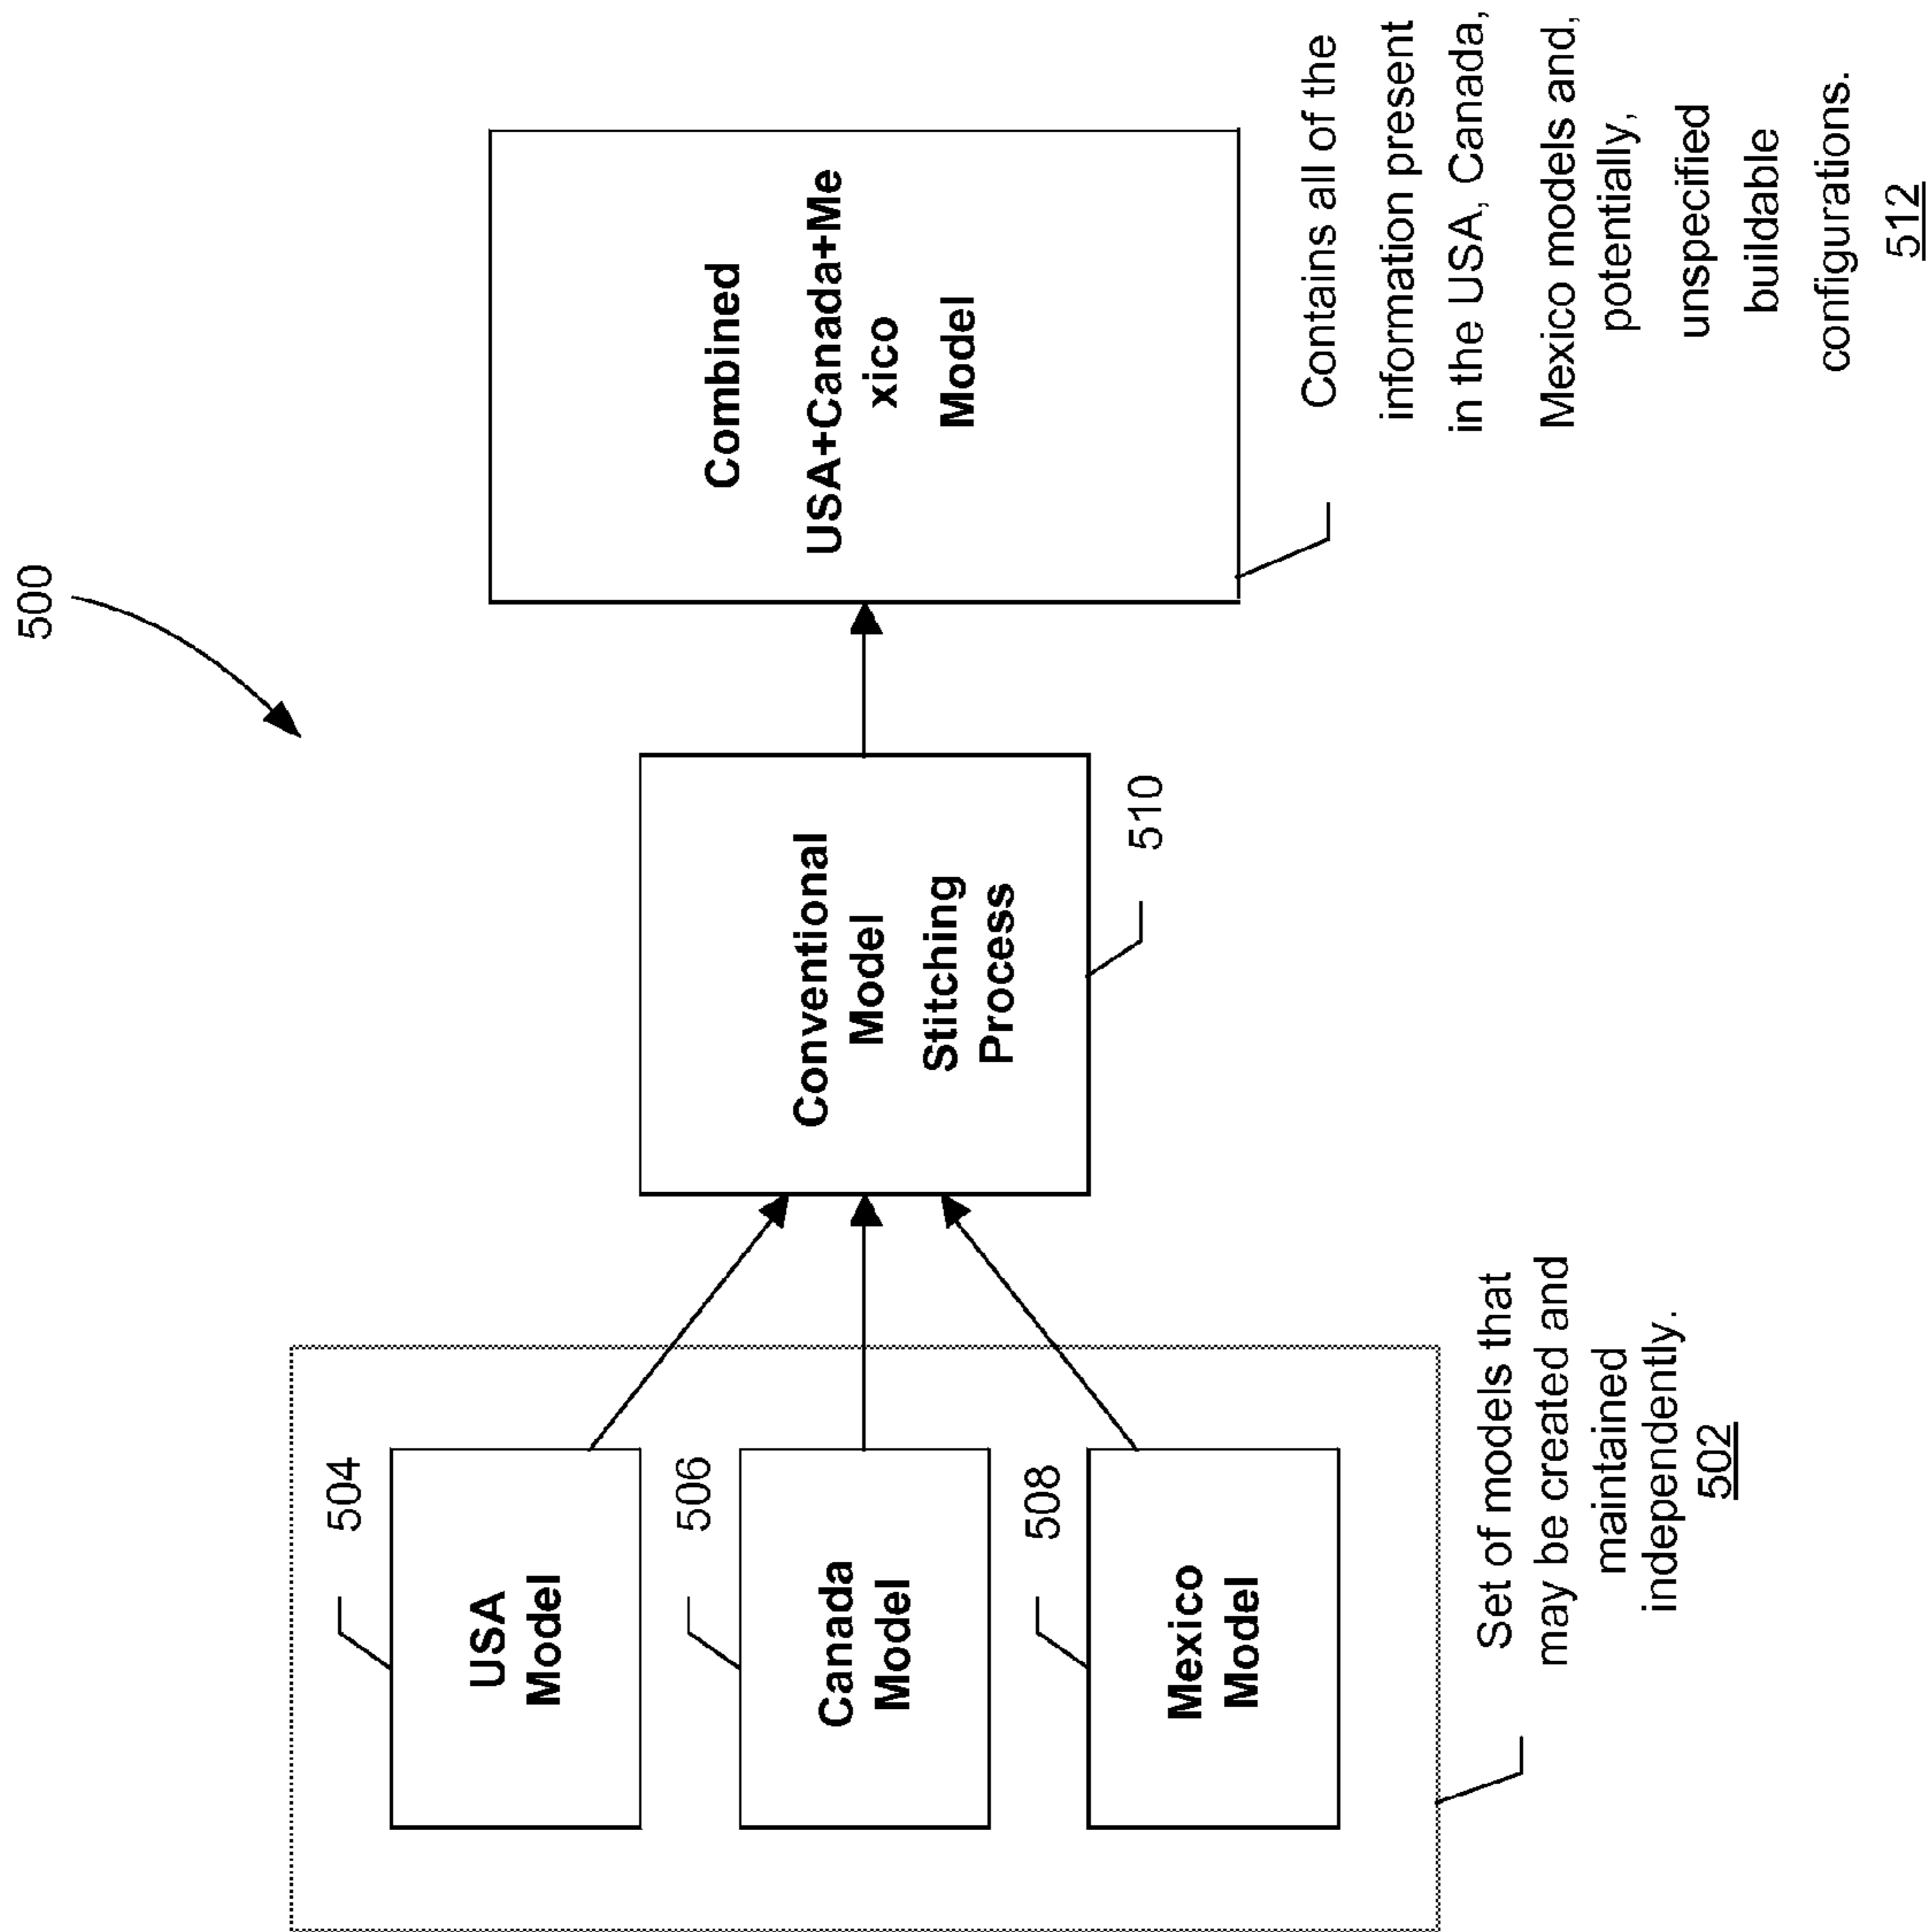 500
504
USA
Model
506
Canada
Model
508
Mexico
Model
Set of models that
may be created and
maintained
independently.
502
Conventional
Model
Stitching
Process
510
Combined
USA+Canada+Me
xico
Model
Contains all of the
information present
in the USA, Canada,
Mexico models and,
potentially,
unspecified
buildable
configurations.
512